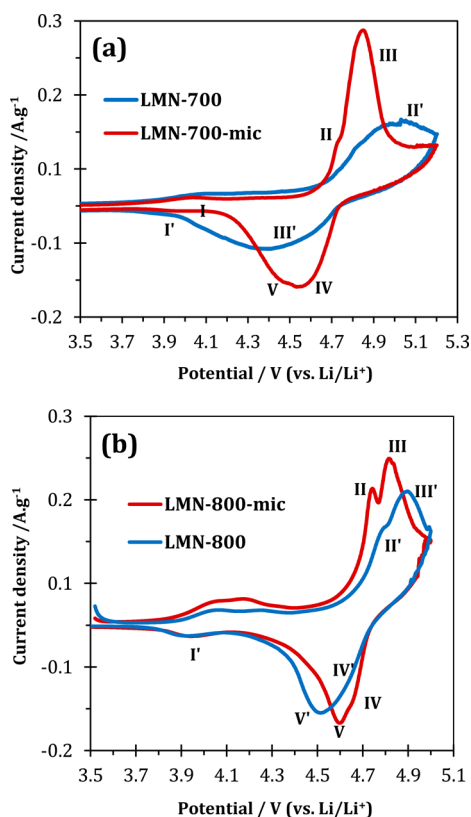 (a)
0.3
0.2
0.1
-0.1
-0.2
Current density /A.g-1
LMN-700
LMN-700-mic
III
II
II'
I
I'
III'
V
IV
3.5 3.7 3.9 4.1 4.3 4.5 4.7 4.9 5.1 5.3
Potential / V (vs. Li/Li+)
(b)
0.3
0.2
0.1
-0.1
-0.2
Current density /A.g-1
LMN-800-mic
LMN-800
III
II
III'
II'
I'
IV'
IV
V'
V
3.5 3.7 3.9 4.1 4.3 4.5 4.7 4.9 5.1
Potential / V (vs. Li/Li+)